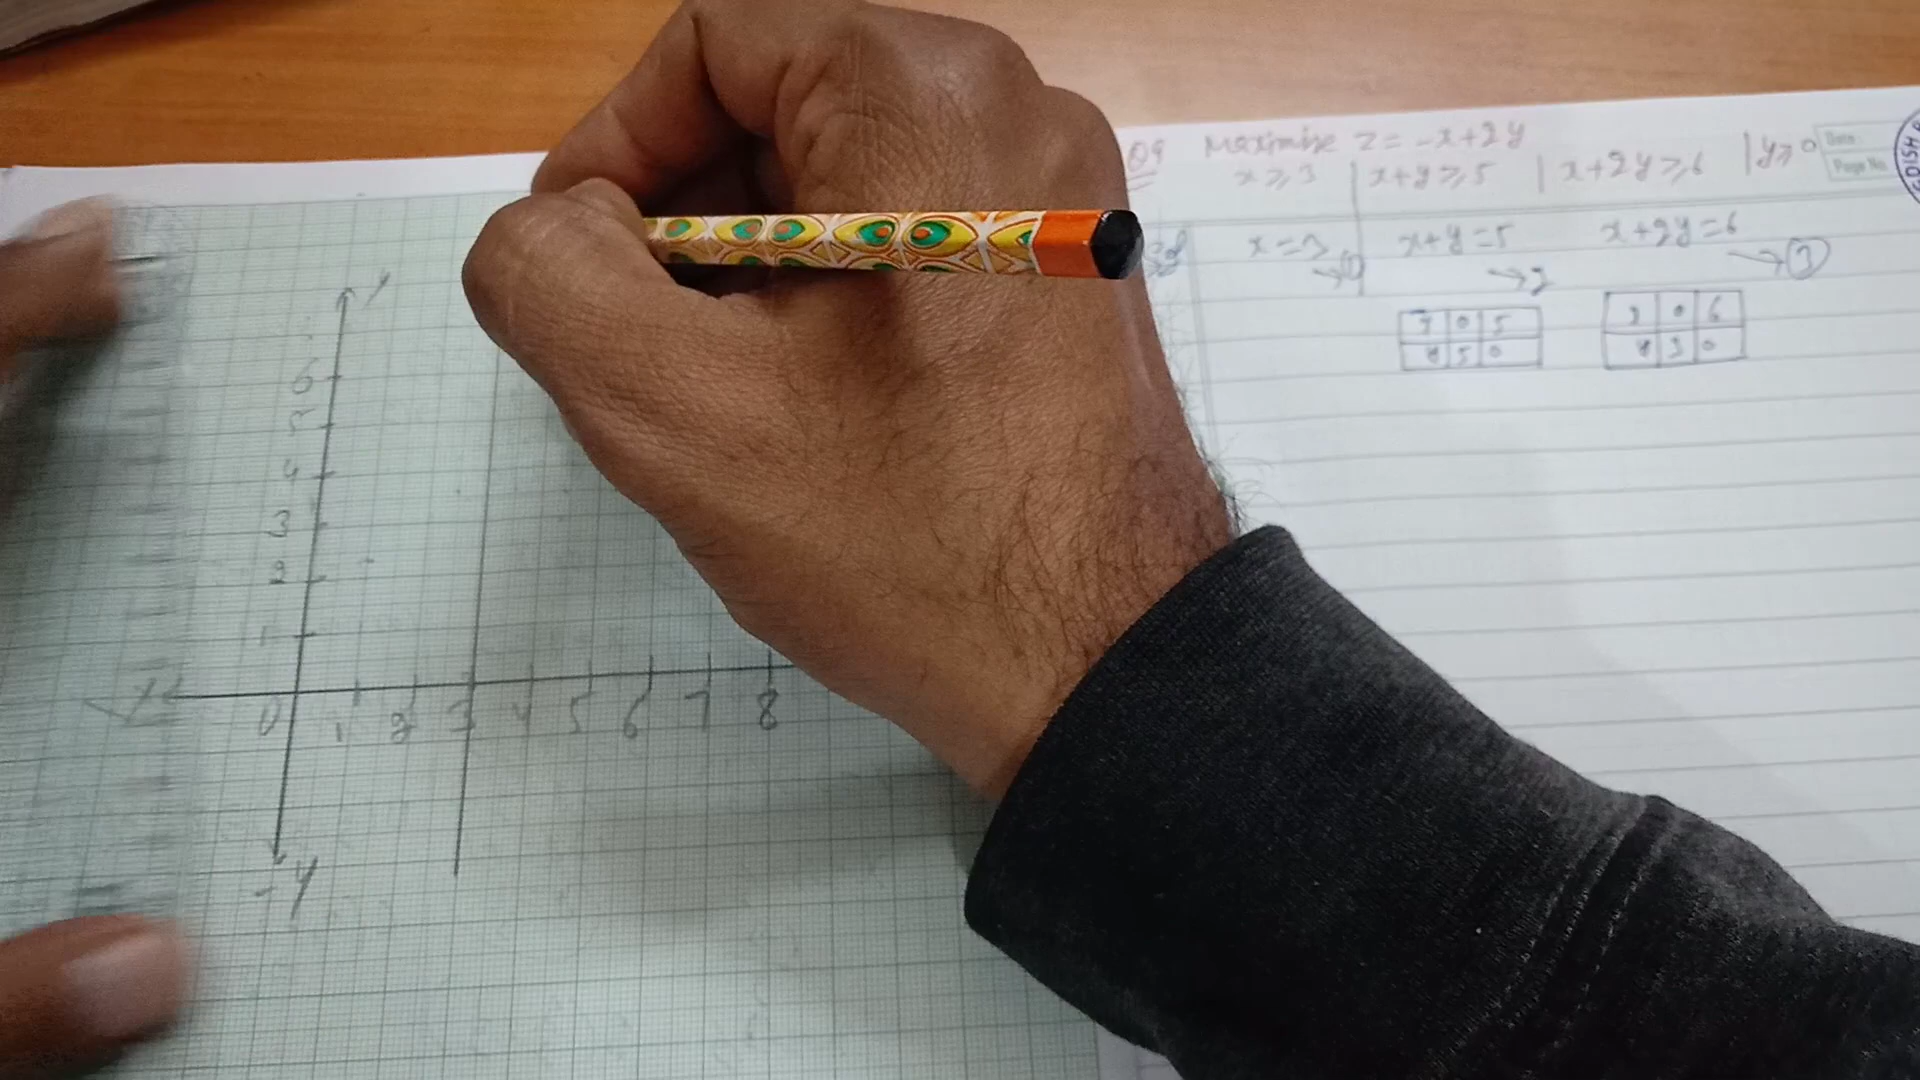 Q9 Maximise Z = -x+2y
x ≥ 3 | x+y ≥ 5 | x+2y ≥ 6 | y ≥ 0
Date
Page No
x = 3
→ ①
x+y = 5
→ 2
x+2y = 6
→ ③
0 5
y 5 0
0 6
y 3 0
y
6
5
4
3
2
1
0 1 2 3 4 5 6 7 8
-y